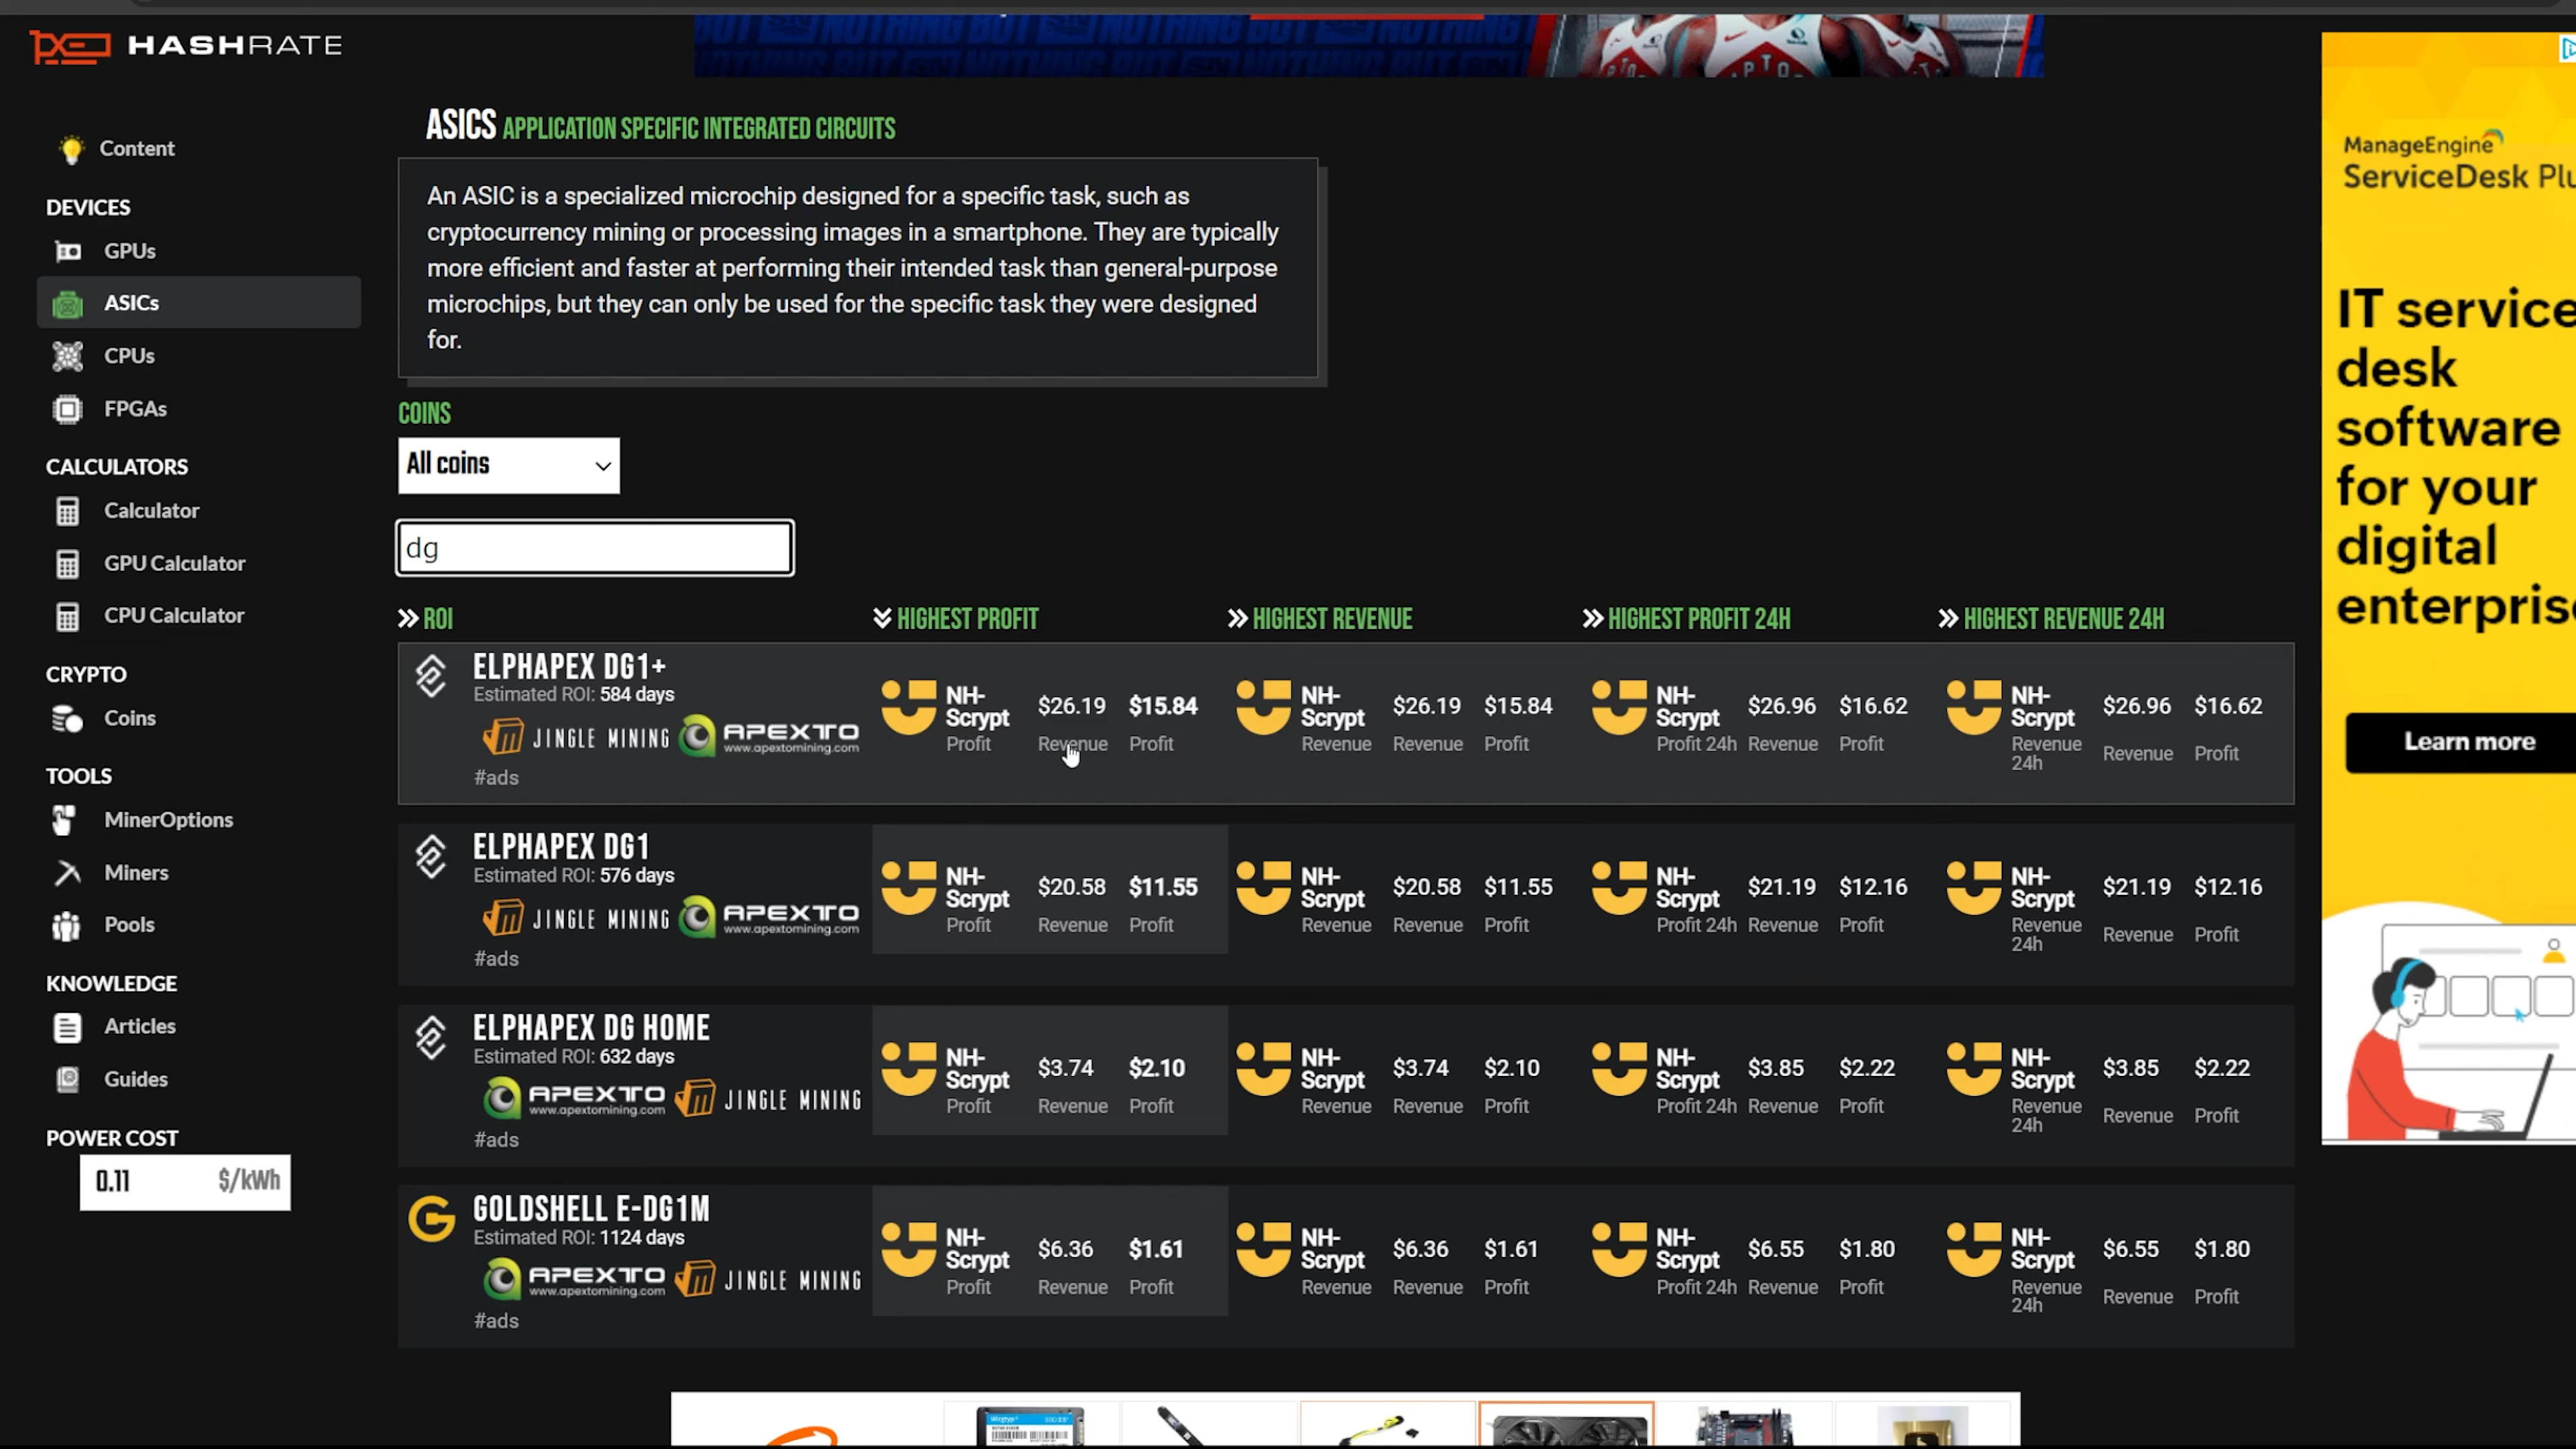 HASHRATE
Content
DEVICES
GPUs
ASICs
CPUs
FPGAs
CALCULATORS
Calculator
GPU Calculator
CPU Calculator
CRYPTO
Coins
TOOLS
MinerOptions
Miners
Pools
KNOWLEDGE
Articles
Guides
POWER COST
0.11 $/kWh
ASICS APPLICATION SPECIFIC INTEGRATED CIRCUITS
An ASIC is a specialized microchip designed for a specific task, such as
cryptocurrency mining or processing images in a smartphone. They are typically
more efficient and faster at performing their intended task than general-purpose
microchips, but they can only be used for the specific task they were designed
for.
COINS
All coins
dg
ROI HIGHEST PROFIT HIGHEST REVENUE HIGHEST PROFIT 24H HIGHEST REVENUE 24H
ELPHAPEX DG1+
Estimated ROI: 584 days
JINGLE MINING APEXTO
www.apextomining.com
#ads
NH-Scrypt $26.19 $15.84
Profit Revenue Profit
NH-Scrypt $26.19 $15.84
Revenue Revenue Profit
NH-Scrypt $26.96 $16.62
Profit 24h Revenue Profit
NH-Scrypt $26.96 $16.62
Revenue 24h Revenue Profit
ELPHAPEX DG1
Estimated ROI: 576 days
JINGLE MINING APEXTO
www.apextomining.com
#ads
NH-Scrypt $20.58 $11.55
Profit Revenue Profit
NH-Scrypt $20.58 $11.55
Revenue Revenue Profit
NH-Scrypt $21.19 $12.16
Profit 24h Revenue Profit
NH-Scrypt $21.19 $12.16
Revenue 24h Revenue Profit
ELPHAPEX DG HOME
Estimated ROI: 632 days
APEXTO JINGLE MINING
www.apextomining.com
#ads
NH-Scrypt $3.74 $2.10
Profit Revenue Profit
NH-Scrypt $3.74 $2.10
Revenue Revenue Profit
NH-Scrypt $3.85 $2.22
Profit 24h Revenue Profit
NH-Scrypt $3.85 $2.22
Revenue 24h Revenue Profit
GOLDSHELL E-DG1M
Estimated ROI: 1124 days
APEXTO JINGLE MINING
www.apextomining.com
#ads
NH-Scrypt $6.36 $1.61
Profit Revenue Profit
NH-Scrypt $6.36 $1.61
Revenue Revenue Profit
NH-Scrypt $6.55 $1.80
Profit 24h Revenue Profit
NH-Scrypt $6.55 $1.80
Revenue 24h Revenue Profit
ManageEngine
ServiceDesk Plu
IT service
desk
software
for your
digital
enterprise
Learn more